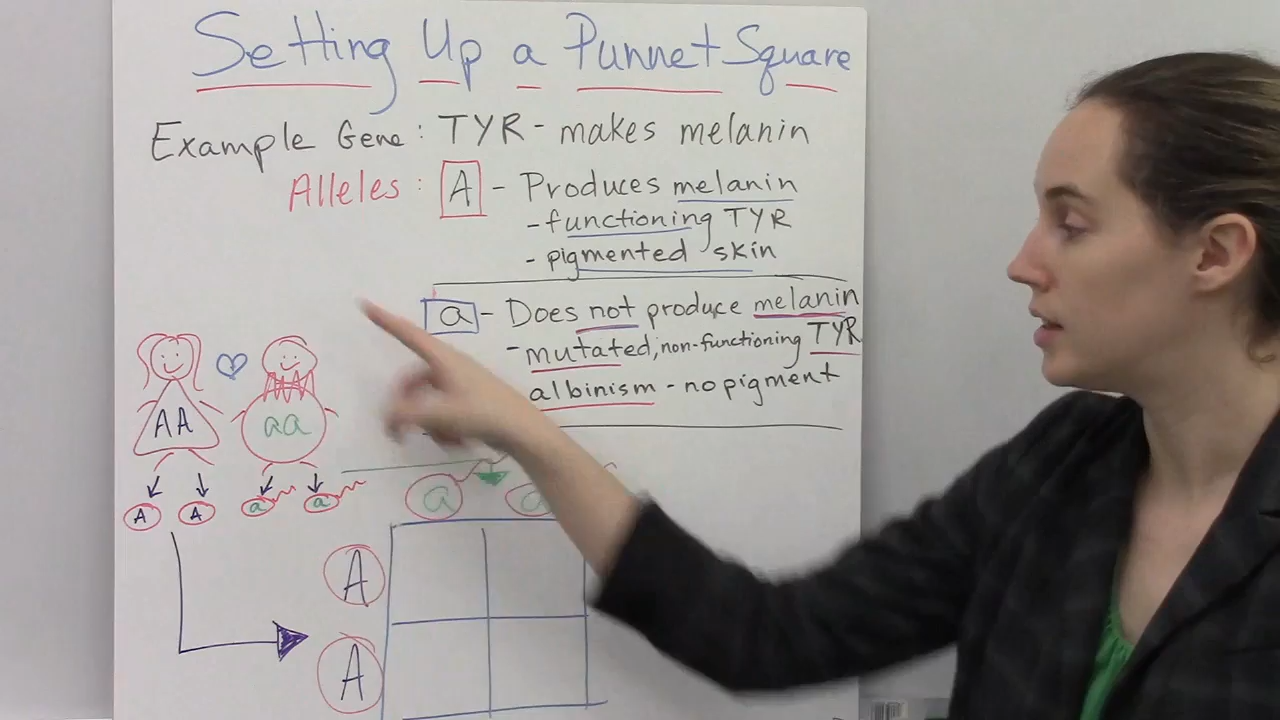 Setting Up a Punnet Square
Example Gene: TYR - makes melanin
Alleles: A - Produces melanin
- functioning TYR
- pigmented skin
a - Does not produce melanin
- mutated, non-functioning TYR
albinism - no pigment
AA aa
A A a a
a a
A
A